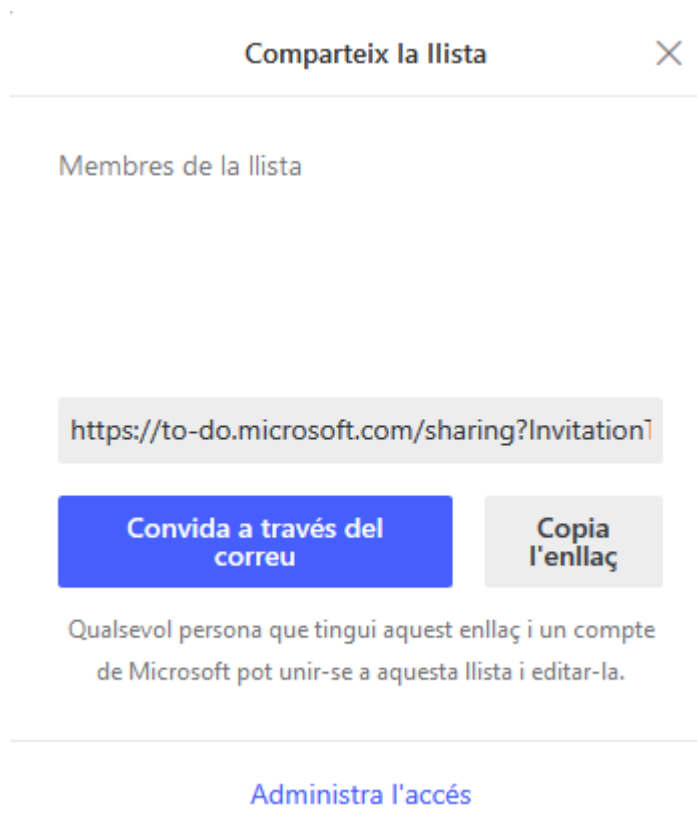 Comparteix la llista
Membres de la llista
https://to-do.microsoft.com/sharing?Invitation
Convida a través del
correu
Copia
l'enllaç
Qualsevol persona que tingui aquest enllaç i un compte
de Microsoft pot unir-se a aquesta llista i editar-la.
Administra l'accés